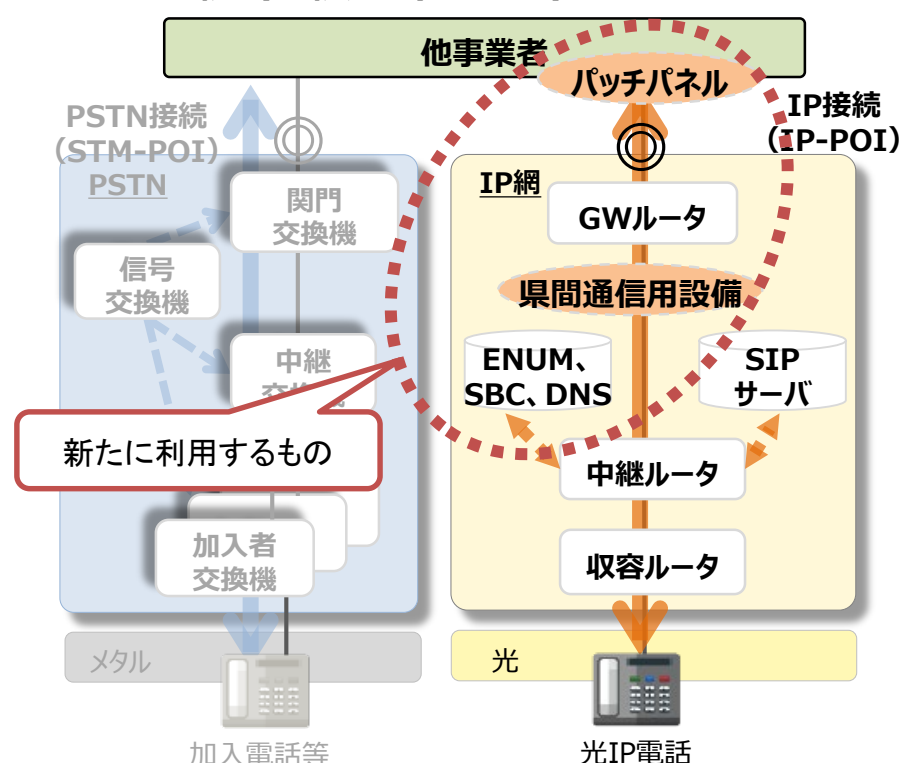 他事業者
パッチパネル
PSTN接続
(STM-POI)
PSTN
IP接続
(IP-POI)
IP網
関門
交換機
GWルータ
信号
交換機
県間通信用設備
中継
交換機
ENUM、
SBC、DNS
SIP
サーバ
新たに利用するもの
中継ルータ
加入者
交換機
収容ルータ
メタル
光
加入電話等
光IP電話